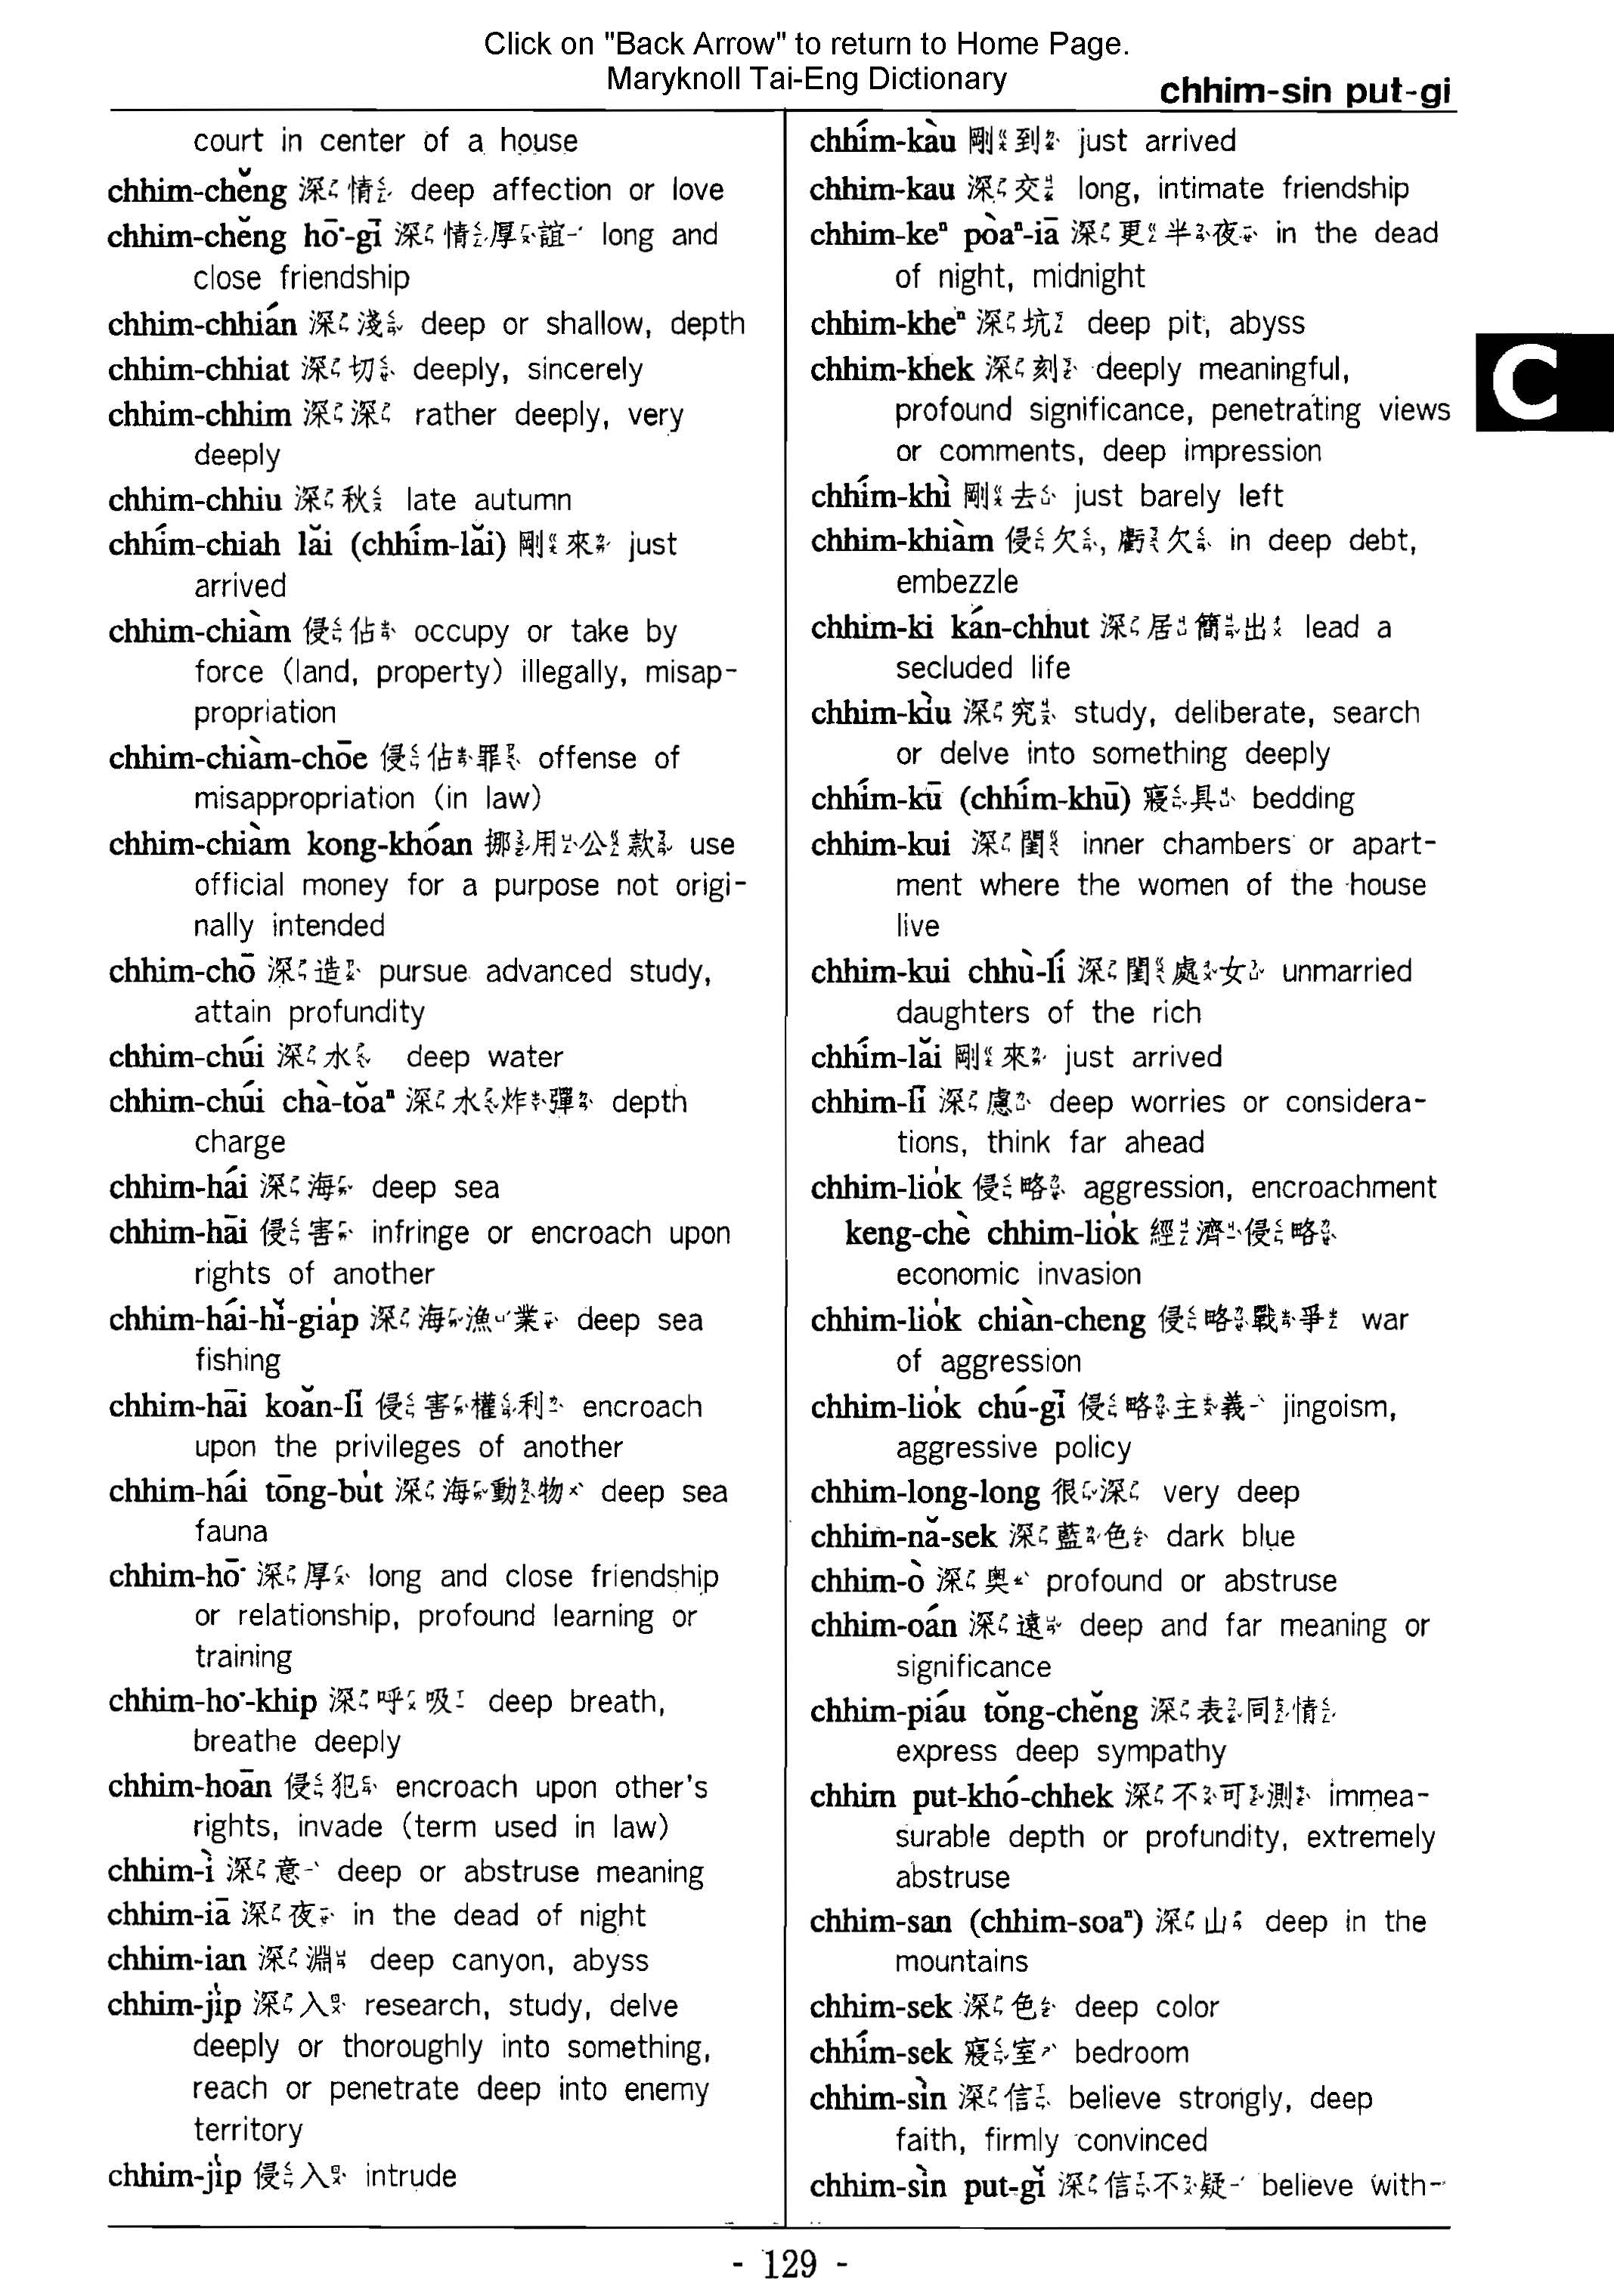 Click on "Back Arrow" to return to Home Page.
Maryknoll Tai-Eng Dictionary
chhim-sin put-gi
court in center of a house
chhim-chěng 深情 deep affection or love
chhim-chěng hō͘-gī 深情厚誼 long and
close friendship
chhim-chhián 深淺 deep or shallow, depth
chhim-chhiat 深切 deeply, sincerely
chhim-chhim 深深 rather deeply, very
deeply
chhim-chhiu 深秋 late autumn
chhím-chiah lăi (chhím-lăi) 剛來 just
arrived
chhim-chiàm 侵佔 occupy or take by
force (land, property) illegally, misap-
propriation
chhim-chiàm-chōe 侵佔罪 offense of
misappropriation (in law)
chhim-chiàm kong-khóan 挪用公款 use
official money for a purpose not origi-
nally intended
chhim-chō 深造 pursue advanced study,
attain profundity
chhim-chúi 深水 deep water
chhim-chúi chà-tŏaⁿ 深水炸彈 depth
charge
chhim-hái 深海 deep sea
chhim-hāi 侵害 infringe or encroach upon
rights of another
chhim-hái-hĭ-gia̍p 深海漁業 deep sea
fishing
chhim-hāi koăn-lī 侵害權利 encroach
upon the privileges of another
chhim-hái tōng-bu̍t 深海動物 deep sea
fauna
chhim-hō͘ 深厚 long and close friendship
or relationship, profound learning or
training
chhim-ho͘-khip 深呼吸 deep breath,
breathe deeply
chhim-hoān 侵犯 encroach upon other's
rights, invade (term used in law)
chhim-ì 深意 deep or abstruse meaning
chhim-iā 深夜 in the dead of night
chhim-ian 深淵 deep canyon, abyss
chhim-ji̍p 深入 research, study, delve
deeply or thoroughly into something,
reach or penetrate deep into enemy
territory
chhim-ji̍p 侵入 intrude
chhím-kàu 剛到 just arrived
chhim-kau 深交 long, intimate friendship
chhim-keⁿ pòaⁿ-iā 深更半夜 in the dead
of night, midnight
chhim-kheⁿ 深坑 deep pit, abyss
chhim-khek 深刻 deeply meaningful,
profound significance, penetrating views
or comments, deep impression
chhím-khì 剛去 just barely left
chhim-khiàm 侵欠, 虧欠 in deep debt,
embezzle
chhim-ki kán-chhut 深居簡出 lead a
secluded life
chhim-kìu 深究 study, deliberate, search
or delve into something deeply
chhím-kū (chhím-khū) 寢具 bedding
chhim-kui 深閨 inner chambers or apart-
ment where the women of the house
live
chhim-kui chhù-lí 深閨處女 unmarried
daughters of the rich
chhím-lăi 剛來 just arrived
chhim-lī 深慮 deep worries or considera-
tions, think far ahead
chhim-lio̍k 侵略 aggression, encroachment
keng-chè chhim-lio̍k 經濟侵略
economic invasion
chhim-lio̍k chiàn-cheng 侵略戰爭 war
of aggression
chhim-lio̍k chú-gī 侵略主義 jingoism,
aggressive policy
chhim-long-long 很深 very deep
chhim-nă-sek 深藍色 dark blue
chhim-ò 深奧 profound or abstruse
chhim-oán 深遠 deep and far meaning or
significance
chhim-piáu tŏng-chěng 深表同情
express deep sympathy
chhim put-khó-chhek 深不可測 immea-
surable depth or profundity, extremely
abstruse
chhim-san (chhim-soaⁿ) 深山 deep in the
mountains
chhim-sek 深色 deep color
chhím-sek 寢室 bedroom
chhim-sìn 深信 believe strongly, deep
faith, firmly convinced
chhim-sìn put-gĭ 深信不疑 believe with-
C
- 129 -